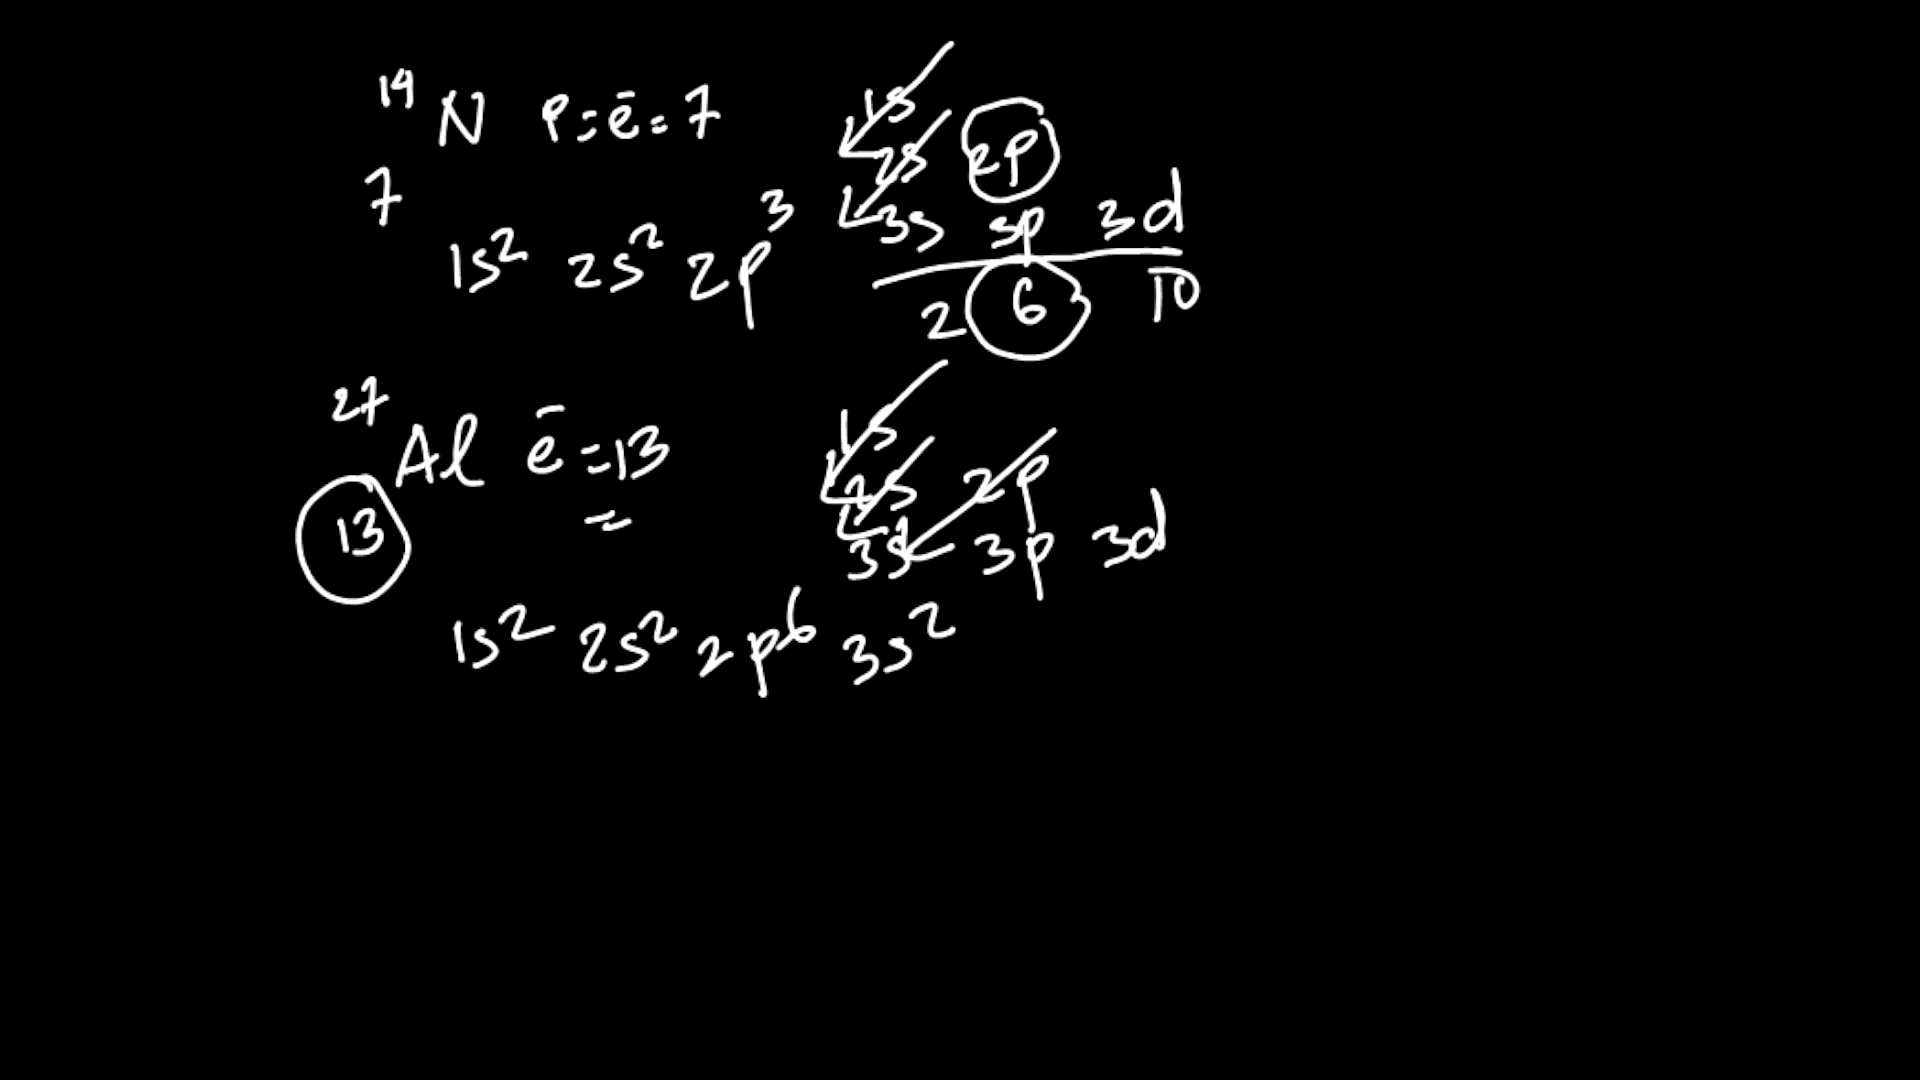 14
N P=ē=7
7
1s² 2s² 2p³
1s
2s 2p
3s 3p 3d
2 6 10
27
Al ē=13
13
=
1s
2s 2p
3s 3p 3d
1s² 2s² 2p⁶ 3s²